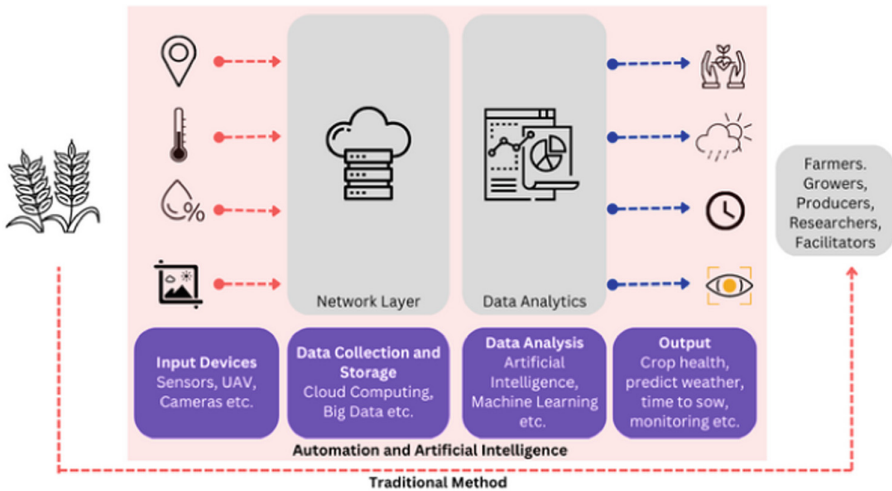 %
Network Layer
Data Analytics
Farmers.
Growers,
Producers,
Researchers,
Facilitators
Input Devices
Sensors, UAV,
Cameras etc.
Data Collection and
Storage
Cloud Computing,
Big Data etc.
Data Analysis
Artificial
Intelligence,
Machine Learning
etc.
Output
Crop health,
predict weather,
time to sow,
monitoring etc.
Automation and Artificial Intelligence
Traditional Method